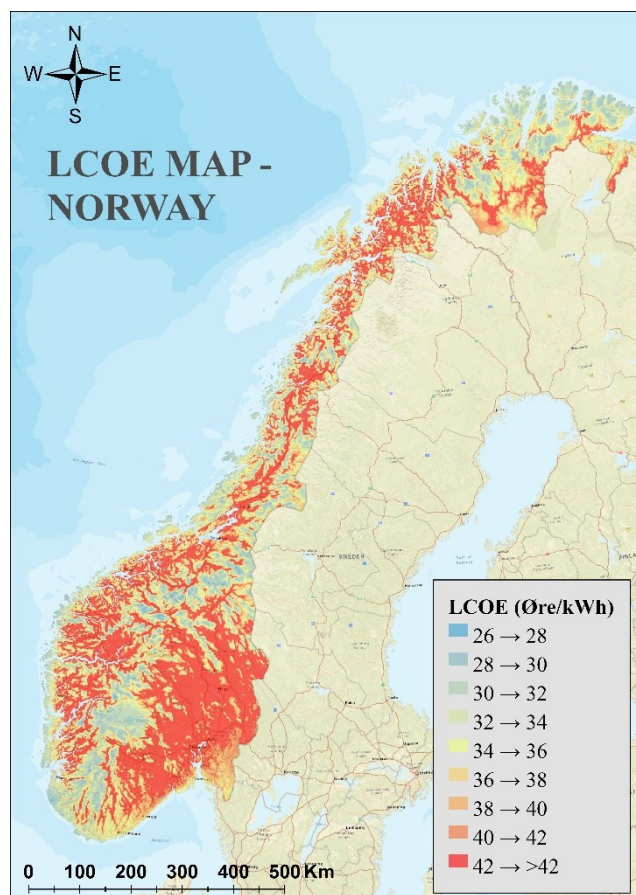 N
W E
S
LCOE MAP -
NORWAY
SWEDEN
LCOE (Øre/kWh)
26 → 28
28 → 30
30 → 32
32 → 34
34 → 36
36 → 38
38 → 40
40 → 42
42 → >42
0 100 200 300 400 500 Km